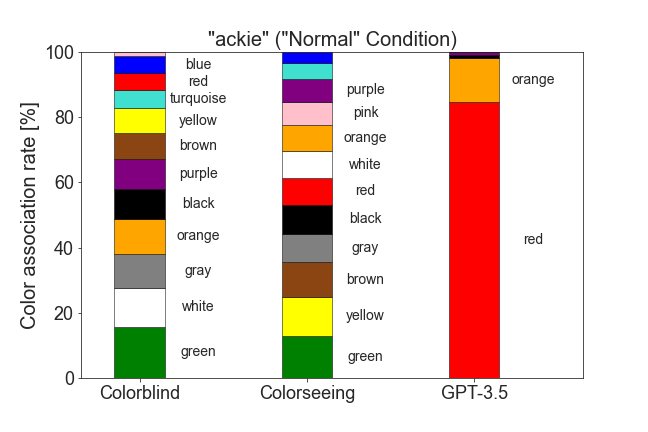 "ackie" ("Normal" Condition)
Color association rate [%]
100
80
60
40
20
0
blue
red
turquoise
yellow
brown
purple
black
orange
gray
white
green
purple
pink
orange
white
red
black
gray
brown
yellow
green
orange
red
Colorblind
Colorseeing
GPT-3.5